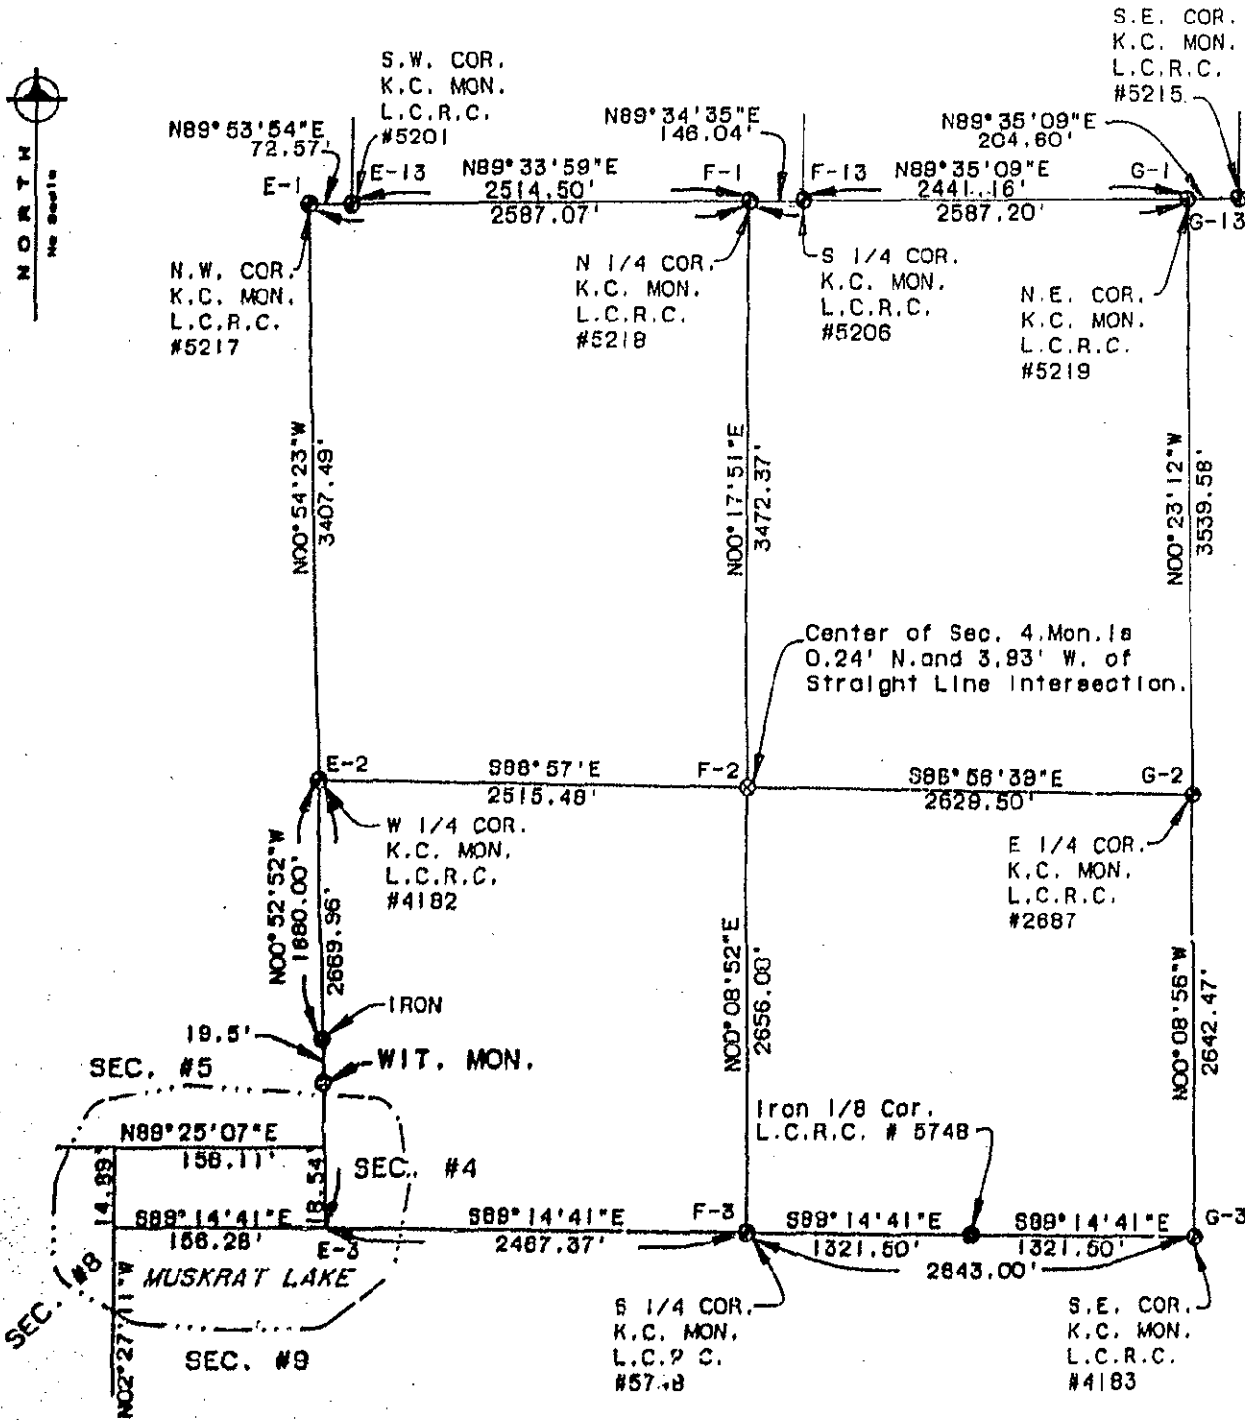 S.E. COR.
K.C. MON.
L.C.R.C.
#5215
S.W. COR.
K.C. MON.
L.C.R.C.
#5201
NORTH
No Scale
N89°53'54"E
72.57'
N89°34'35"E
146.04'
N89°35'09"E
204.60'
E-1
E-13
N89°33'59"E
2514.50'
2587.07'
F-1
F-13
N89°35'09"E
2441.16'
2587.20'
G-1
G-13
N.W. COR.
K.C. MON.
L.C.R.C.
#5217
N 1/4 COR.
K.C. MON.
L.C.R.C.
#5218
S 1/4 COR.
K.C. MON.
L.C.R.C.
#5206
N.E. COR.
K.C. MON.
L.C.R.C.
#5219
N00°54'23"W
3407.49'
N00°17'51"E
3472.37'
N00°23'12"W
3539.58'
Center of Sec. 4.Mon.is
0.24' N.and 3.93' W. of
Straight Line Intersection.
E-2
S88°57'E
2515.48'
F-2
2629.50'
G-2
W 1/4 COR.
K.C. MON.
L.C.R.C.
#4182
E 1/4 COR.
K.C. MON.
L.C.R.C.
#2687
N00°52'52"W
1680.00'
2669.96'
N00°08'52"E
2656.00'
N00°08'56"W
2642.47'
IRON
19.5'
WIT. MON.
SEC. #5
Iron 1/8 Cor.
L.C.R.C. # 5748
N89°25'07"E
156.11'
14.89'
18.54'
SEC. #4
S89°14'41"E
156.28'
E-3
S89°14'41"E
2487.37'
F-3
S89°14'41"E
1321.50'
S89°14'41"E
1321.50'
G-3
2643.00'
MUSKRAT LAKE
SEC. #8
N02°27'11"W
SEC. #9
S 1/4 COR.
K.C. MON.
L.C.R.C.
S.E. COR.
K.C. MON.
L.C.R.C.
#4183